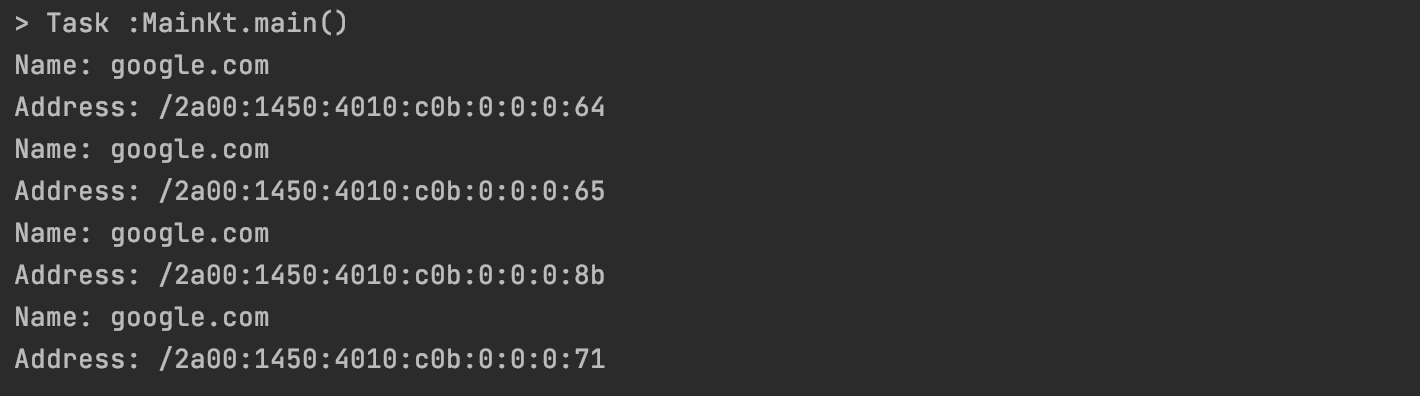 > Task :MainKt.main()
Name: google.com
Address: /2a00:1450:4010:c0b:0:0:0:64
Name: google.com
Address: /2a00:1450:4010:c0b:0:0:0:65
Name: google.com
Address: /2a00:1450:4010:c0b:0:0:0:8b
Name: google.com
Address: /2a00:1450:4010:c0b:0:0:0:71